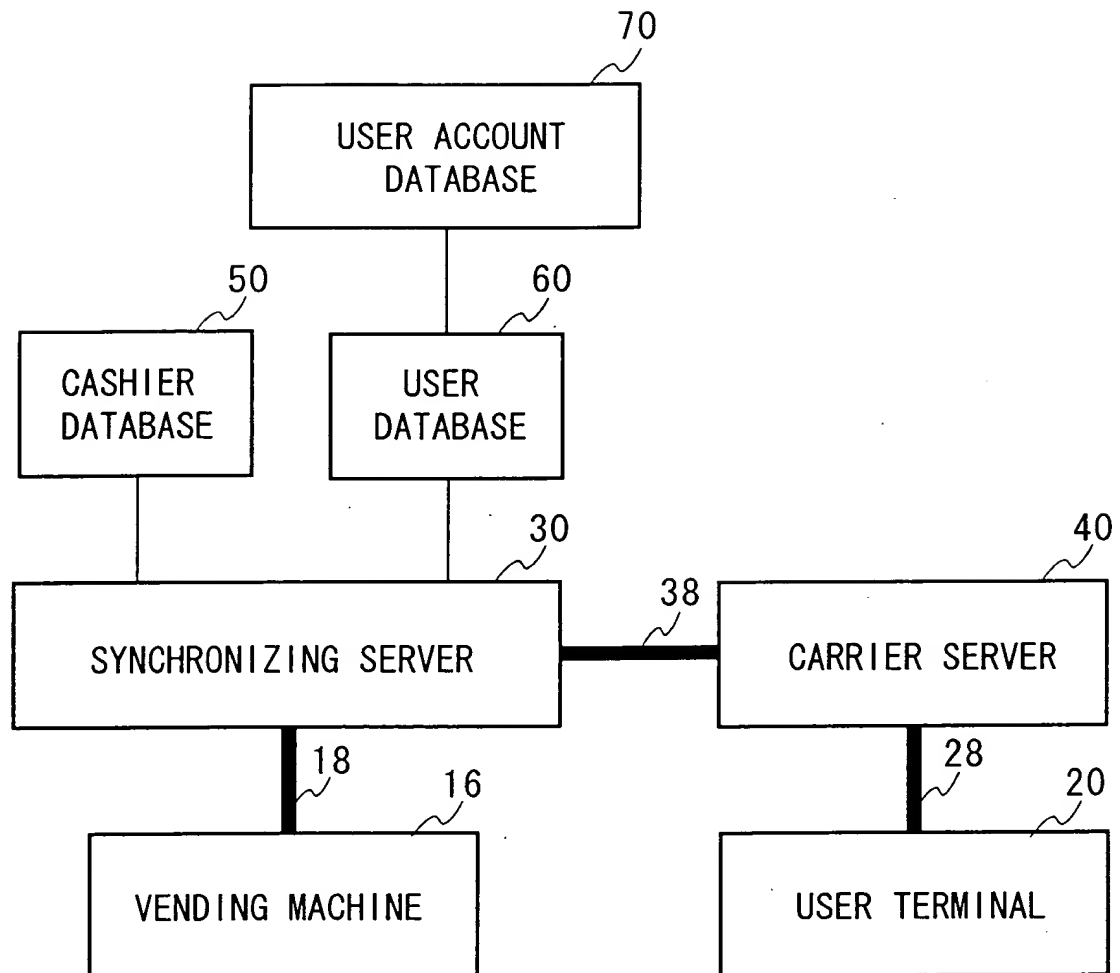 70
USER ACCOUNT
DATABASE
50
60
CASHIER
DATABASE
USER
DATABASE
30
40
38
SYNCHRONIZING SERVER
CARRIER SERVER
18
28
16
20
VENDING MACHINE
USER TERMINAL